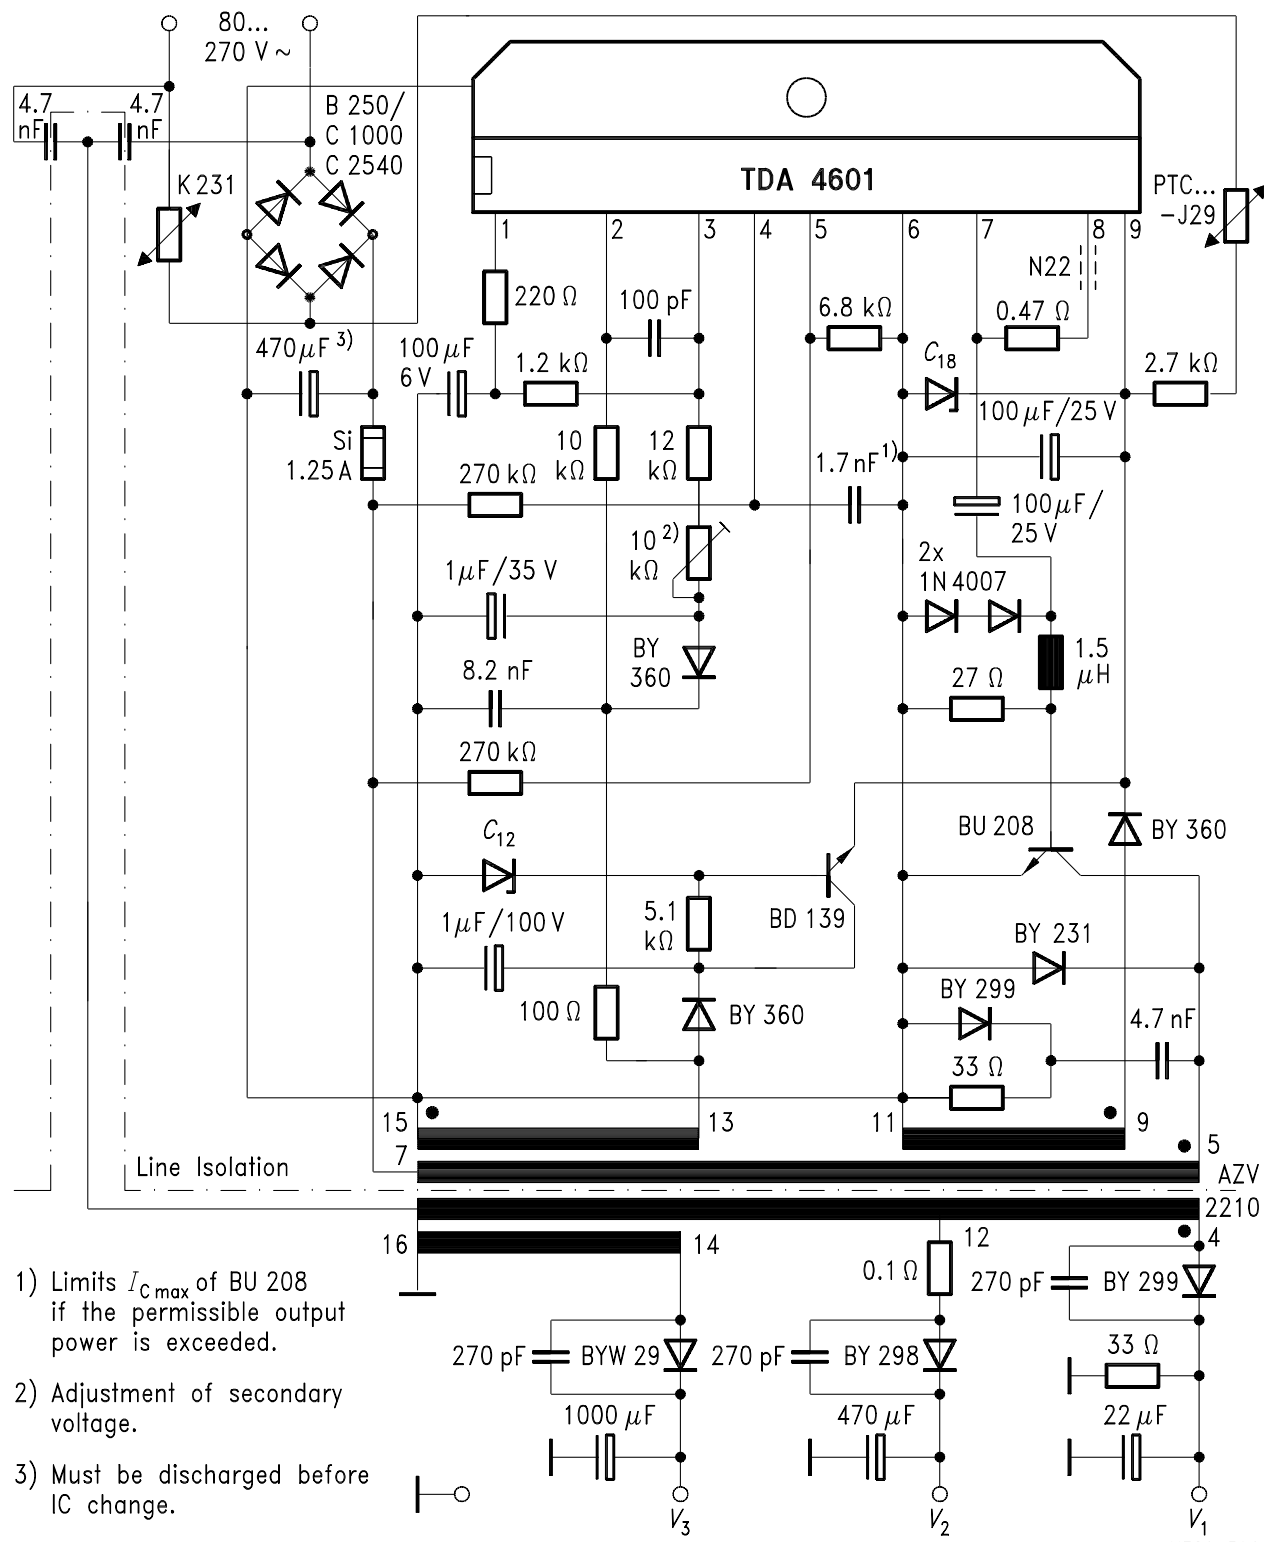 80...
270 V ~
4.7
nF
4.7
nF
B 250/
C 1000
C 2540
K 231
TDA 4601
PTC...
-J29
1
2
3
4
5
6
7
8
9
N22
220 Ω
100 pF
6.8 kΩ
0.47 Ω
470 µF 3)
100 µF
6 V
1.2 kΩ
C18
2.7 kΩ
100 µF/25 V
Si
1.25 A
10
kΩ
12
kΩ
1.7 nF 1)
270 kΩ
100 µF/
25 V
10 2)
kΩ
2x
1N 4007
1 µF/35 V
BY
360
1.5
µH
8.2 nF
27 Ω
270 kΩ
C12
BU 208
BY 360
5.1
kΩ
BD 139
1 µF/100 V
BY 231
BY 299
100 Ω
BY 360
4.7 nF
33 Ω
15
13
11
9
7
5
Line Isolation
AZV
2210
16
14
12
4
0.1 Ω
270 pF
BY 299
270 pF
BYW 29
270 pF
BY 298
33 Ω
1000 µF
470 µF
22 µF
V3
V2
V1
1) Limits IC max of BU 208
if the permissible output
power is exceeded.
2) Adjustment of secondary
voltage.
3) Must be discharged before
IC change.